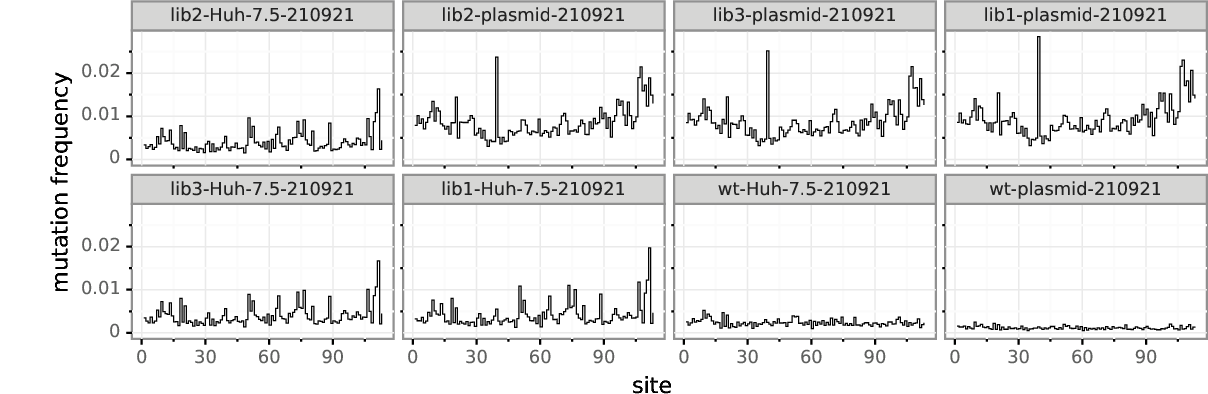 lib2-Huh-7.5-210921 lib2-plasmid-210921 lib3-plasmid-210921 lib1-plasmid-210921
0.02
0.01
0
lib3-Huh-7.5-210921 lib1-Huh-7.5-210921 wt-Huh-7.5-210921 wt-plasmid-210921
0.02
0.01
0
0 30 60 90 0 30 60 90 0 30 60 90 0 30 60 90
site
mutation frequency